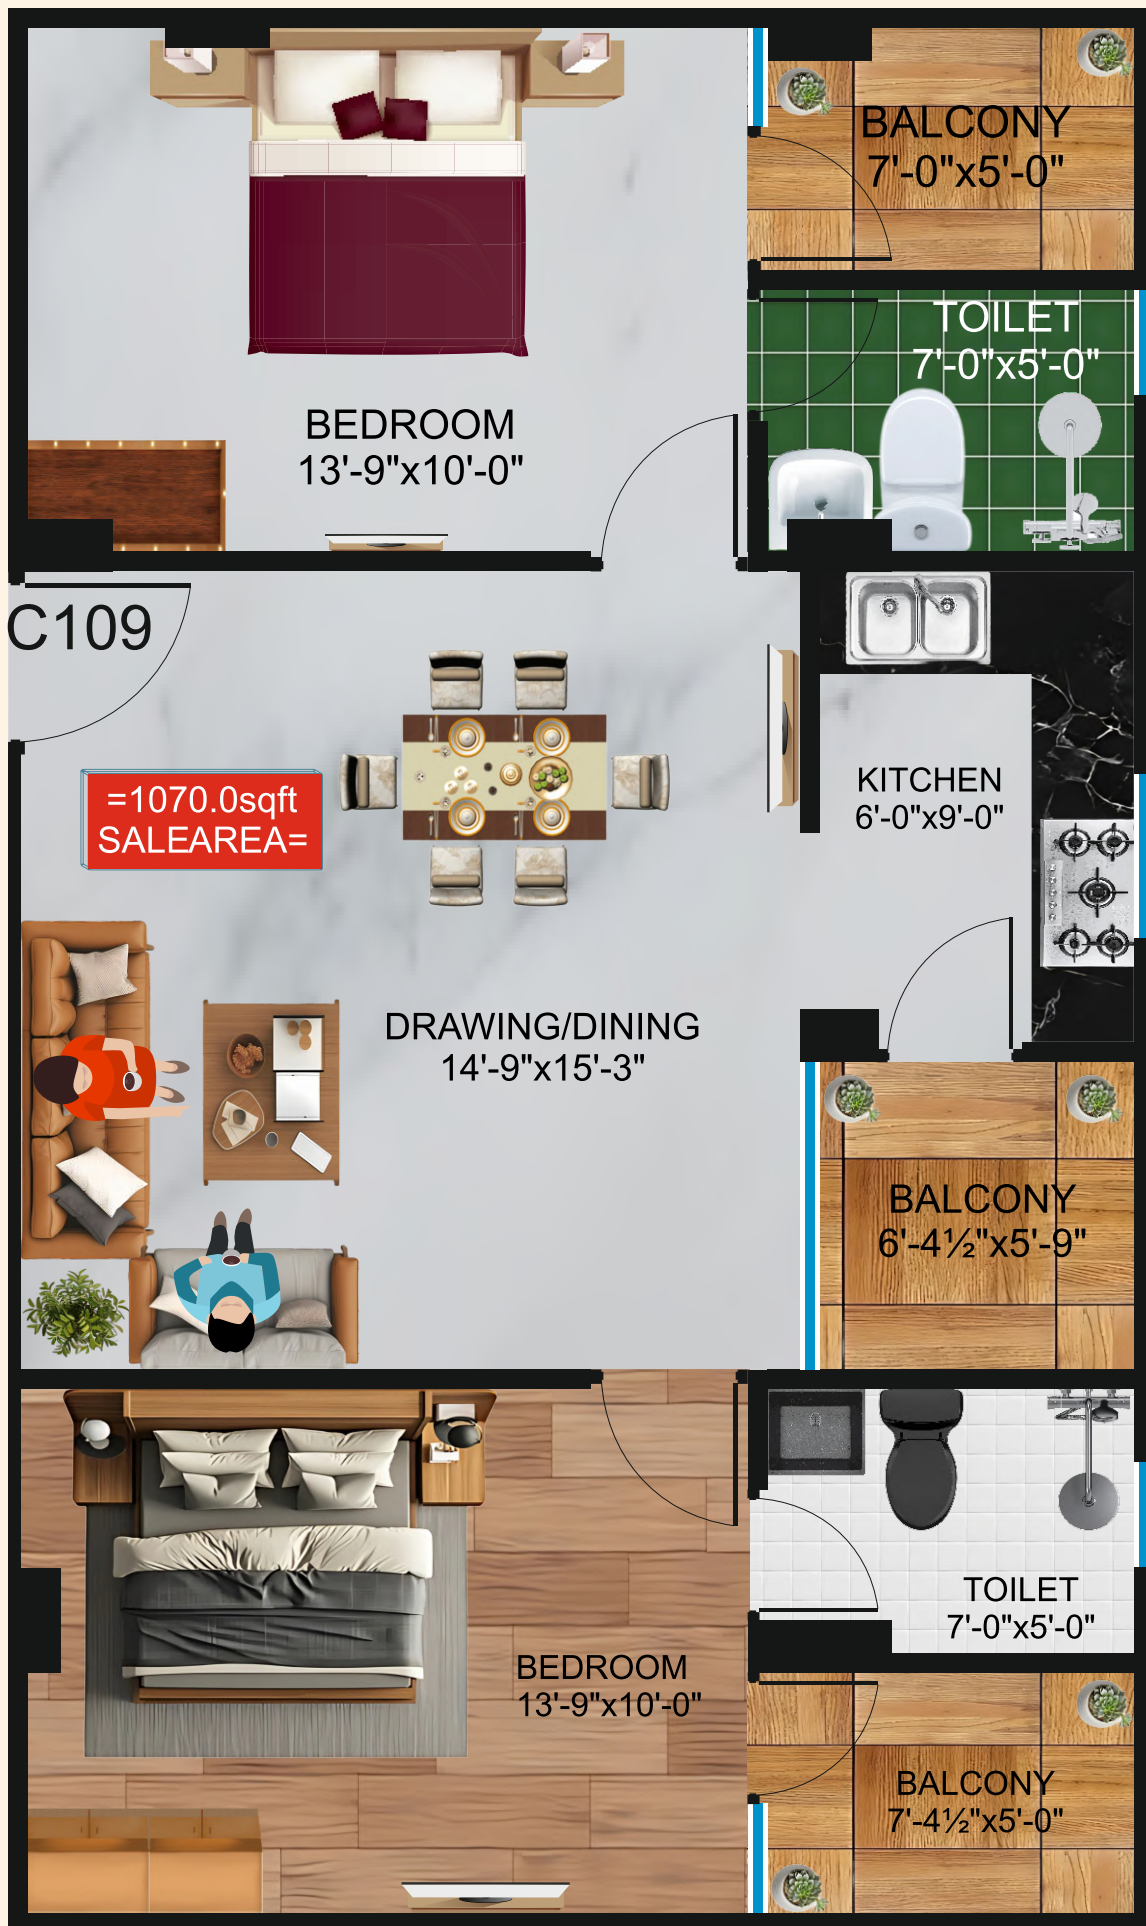 BALCONY
7'-0"x5'-0"
TOILET
7'-0"x5'-0"
BEDROOM
13'-9"x10'-0"
C109
=1070.0sqft
SALEAREA=
KITCHEN
6'-0"x9'-0"
DRAWING/DINING
14'-9"x15'-3"
BALCONY
6'-4½"x5'-9"
TOILET
7'-0"x5'-0"
BEDROOM
13'-9"x10'-0"
BALCONY
7'-4½"x5'-0"